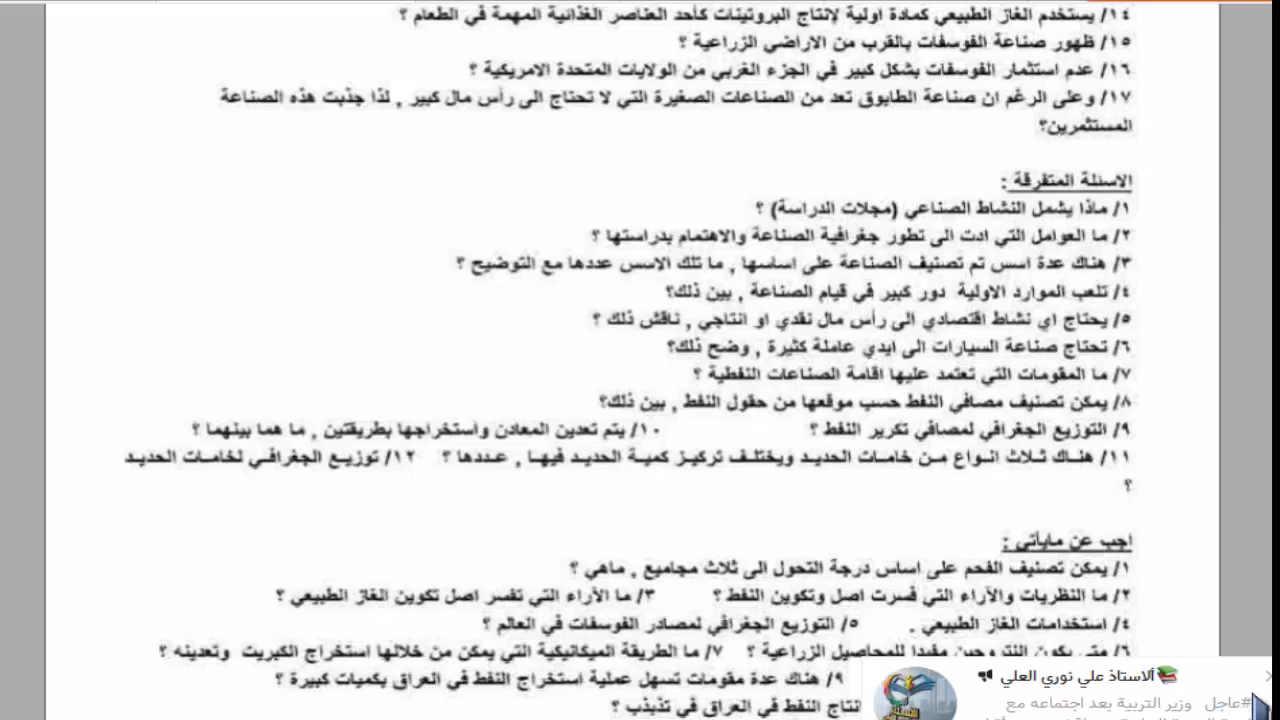 ١٤/ يستخدم الغاز الطبيعي كمادة اولية لإنتاج البروتينات كأحد العناصر الغذائية المهمة في الطعام ؟
١٥/ ظهور صناعة الفوسفات بالقرب من الاراضي الزراعية ؟
١٦/ عدم استثمار الفوسفات بشكل كبير في الجزء الغربي من الولايات المتحدة الامريكية ؟
١٧/ وعلى الرغم ان صناعة الطابوق تعد من الصناعات الصغيرة التي لا تحتاج الى رأس مال كبير , لذا جذبت هذه الصناعة
المستثمرين؟
الاسئلة المتفرقة :
١/ ماذا يشمل النشاط الصناعي (مجلات الدراسة) ؟
٢/ ما العوامل التي ادت الى تطور جغرافية الصناعة والاهتمام بدراستها ؟
٣/ هناك عدة اسس تم تصنيف الصناعة على اساسها , ما تلك الاسس عددها مع التوضيح ؟
٤/ تلعب الموارد الاولية دور كبير في قيام الصناعة , بين ذلك؟
٥/ يحتاج اي نشاط اقتصادي الى رأس مال نقدي او انتاجي , ناقش ذلك ؟
٦/ تحتاج صناعة السيارات الى ايدي عاملة كثيرة , وضح ذلك؟
٧/ ما المقومات التي تعتمد عليها اقامة الصناعات النفطية ؟
٨/ يمكن تصنيف مصافي النفط حسب موقعها من حقول النفط , بين ذلك؟
٩/ التوزيع الجغرافي لمصافي تكرير النفط ؟ ١٠/ يتم تعدين المعادن وأستخراجها بطريقتين , ما هما بينهما ؟
١١/ هناك ثلاث انواع من خامات الحديد ويختلف تركيز كمية الحديد فيها , عددها ؟ ١٢/ توزيع الجغرافي لخامات الحديد
؟
اجب عن مايأتي :
١/ يمكن تصنيف الفحم على اساس درجة التحول الى ثلاث مجاميع , ماهي ؟
٢/ ما النظريات والآراء التي فسرت اصل وتكوين النفط ؟ ٣/ ما الأراء التي تفسر اصل تكوين الغاز الطبيعي ؟
٤/ استخدامات الغاز الطبيعي . ٥/ التوزيع الجغرافي لمصادر الفوسفات في العالم ؟
٦/ متى يكون النتروجين مفيدا للمحاصيل الزراعية ؟ ٧/ ما الطريقة الميكانيكية التي يمكن من خلالها استخراج الكبريت وتعدينه ؟
٩/ هناك عدة مقومات تسهل عملية استخراج النفط في العراق بكميات كبيرة ؟
انتاج النفط في العراق في تذبذب ؟
آلاستاذ علي نوري العلي
#عاجل وزير التربية بعد اجتماعه مع